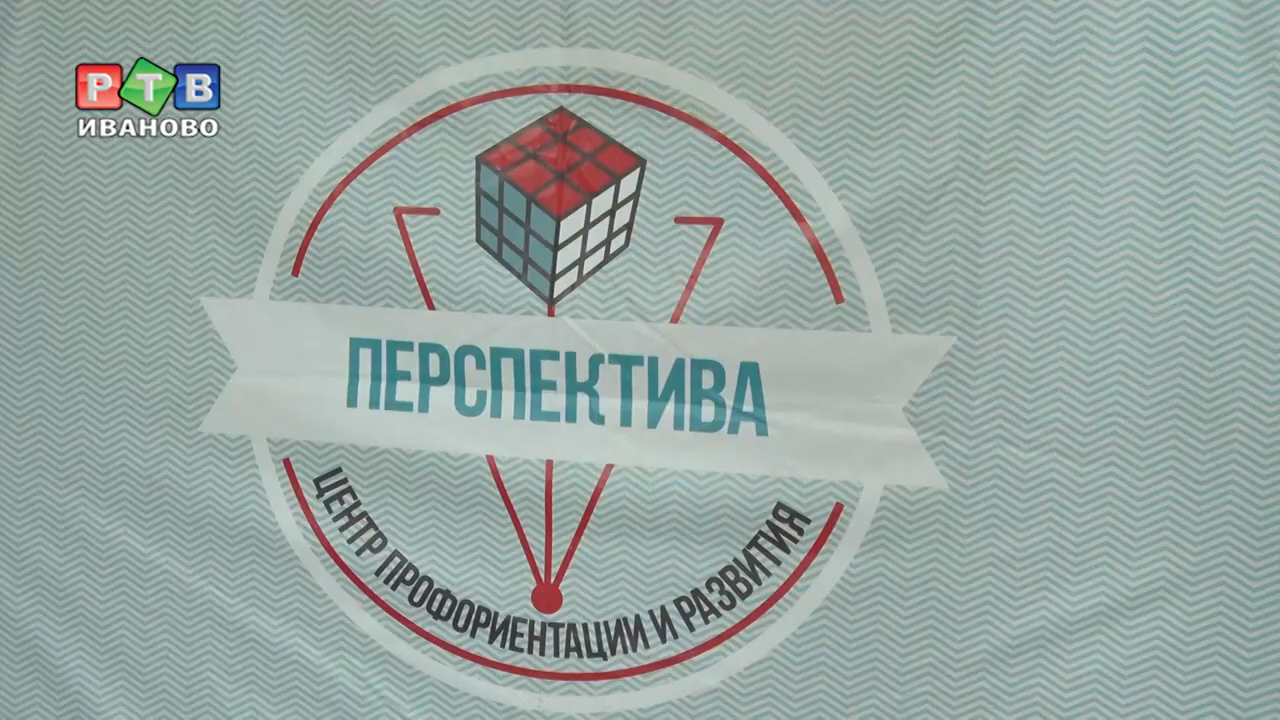 РТВ
ИВАНОВО
ПЕРСПЕКТИВА
ЦЕНТР ПРОФОРИЕНТАЦИИ И РАЗВИТИЯ